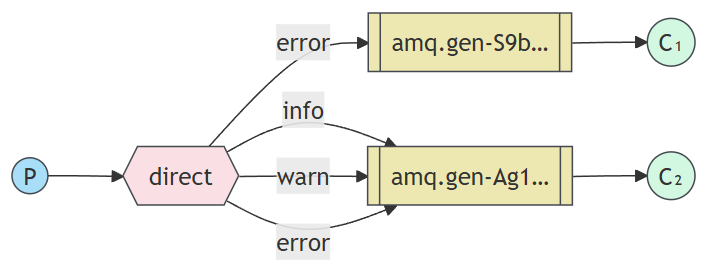 error
amq.gen-S9b…
C₁
info
P
direct
warn
amq.gen-Ag1…
C₂
error